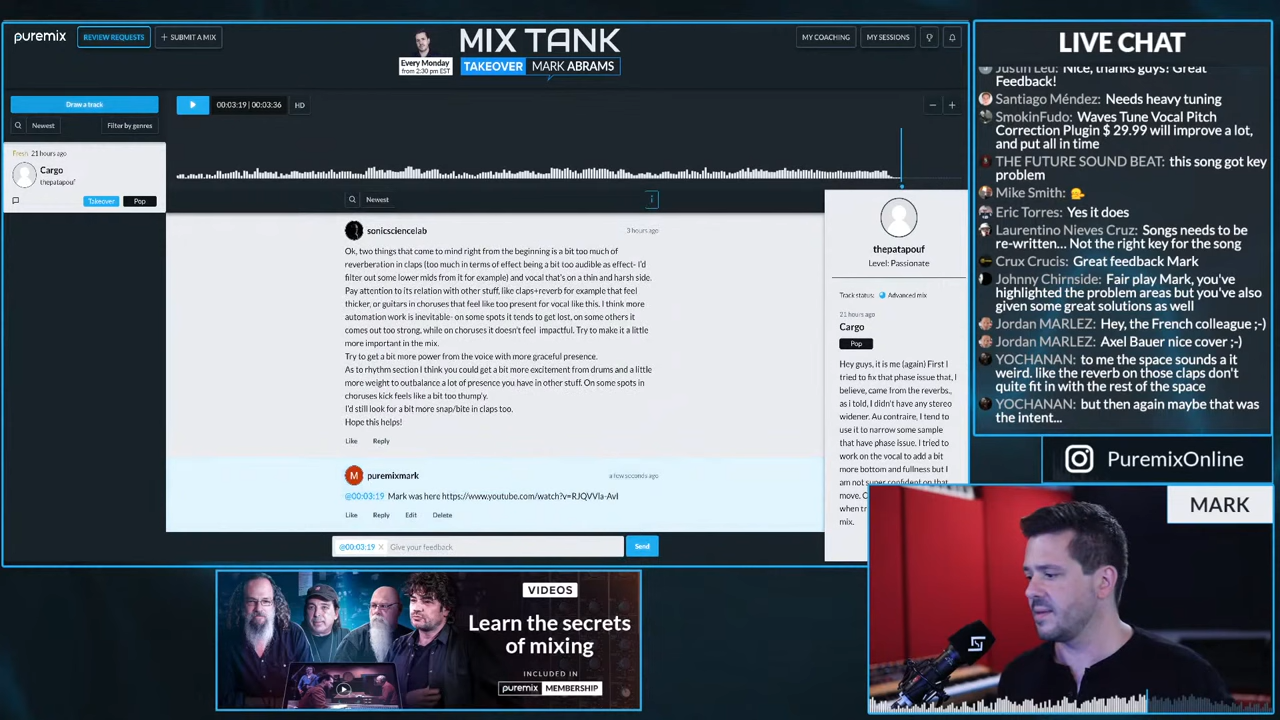 puremix
REVIEW REQUESTS
+ SUBMIT A MIX
Every Monday
from 2:30 pm EST
MIX TANK
TAKEOVER MARK ABRAMS
MY COACHING
MY SESSIONS
Draw a track
Newest
Filter by genres
00:03:19 | 00:03:36
HD
Fresh 21 hours ago
Cargo
thepatapouf
Takeover
Pop
Newest
sonicsciencelab
3 hours ago
Ok, two things that come to mind right from the beginning is a bit too much of
reverberation in claps (too much in terms of effect being a bit too audible as effect- I'd
filter out some lower mids from it for example) and vocal that's on a thin and harsh side.
Pay attention to its relation with other stuff, like claps+reverb for example that feel
thicker, or guitars in choruses that feel like too present for vocal like this. I think more
automation work is inevitable- on some spots it tends to get lost, on some others it
comes out too strong, while on choruses it doesn't feel impactful. Try to make it a little
more important in the mix.
Try to get a bit more power from the voice with more graceful presence.
As to rhythm section I think you could get a bit more excitement from drums and a little
more weight to outbalance a lot of presence you have in other stuff. On some spots in
choruses kick feels like a bit too thump'y.
I'd still look for a bit more snap/bite in claps too.
Hope this helps!
Like Reply
M
puremixmark
a few seconds ago
@00:03:19 Mark was here https://www.youtube.com/watch?v=RJQVVIa-AvI
Like Reply Edit Delete
@00:03:19 × Give your feedback
Send
thepatapouf
Level: Passionate
Track status: Advanced mix
21 hours ago
Cargo
Pop
Hey guys, it is me (again) First I
tried to fix that phase issue that, I
believe, came from the reverbs.,
as i told, I didn't have any stereo
widener. Au contraire, I tend to
use it to narrow some sample
that have phase issue. I tried to
work on the vocal to add a bit
more bottom and fullness but I
am not super confident on that
move. C
when tr
mix.
LIVE CHAT
Justin Leu: Nice, thanks guys! Great
Feedback!
Santiago Méndez: Needs heavy tuning
SmokinFudo: Waves Tune Vocal Pitch
Correction Plugin $ 29.99 will improve a lot,
and put all in time
THE FUTURE SOUND BEAT: this song got key
problem
Mike Smith:
Eric Torres: Yes it does
Laurentino Nieves Cruz: Songs needs to be
re-written... Not the right key for the song
Crux Crucis: Great feedback Mark
Johnny Chirnside: Fair play Mark, you've
highlighted the problem areas but you've also
given some great solutions as well
Jordan MARLEZ: Hey, the French colleague ;-)
Jordan MARLEZ: Axel Bauer nice cover ;-)
YOCHANAN: to me the space sounds a it
weird. like the reverb on those claps don't
quite fit in with the rest of the space
YOCHANAN: but then again maybe that was
the intent...
PuremixOnline
MARK
VIDEOS
Learn the secrets
of mixing
INCLUDED IN
puremix MEMBERSHIP